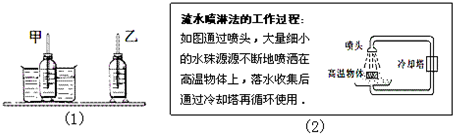 甲 乙
(1)
流水喷淋法的工作过程:
如图通过喷头,大量细小
的水珠源源不断地喷洒在
高温物体上,落水收集后
通过冷却塔再循环使用.
喷头
冷却塔
高温物体
(2)